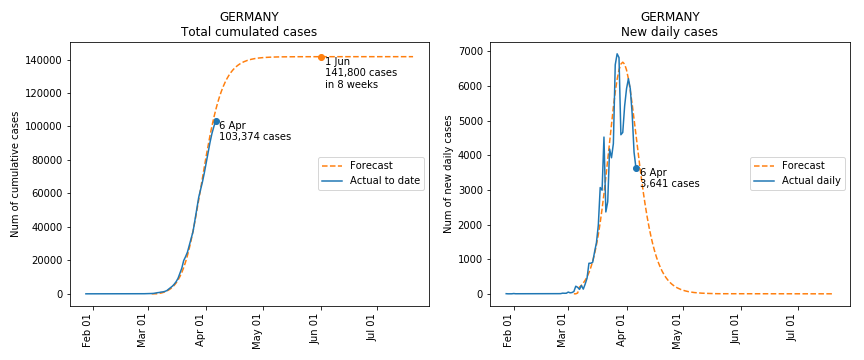 GERMANY
Total cumulated cases
Num of cumulative cases
140000
120000
100000
80000
60000
40000
20000
0
1 Jun
141,800 cases
in 8 weeks
6 Apr
103,374 cases
Forecast
Actual to date
Feb 01
Mar 01
Apr 01
May 01
Jun 01
Jul 01
GERMANY
New daily cases
Num of new daily cases
7000
6000
5000
4000
3000
2000
1000
0
6 Apr
3,641 cases
Forecast
Actual daily
Feb 01
Mar 01
Apr 01
May 01
Jun 01
Jul 01